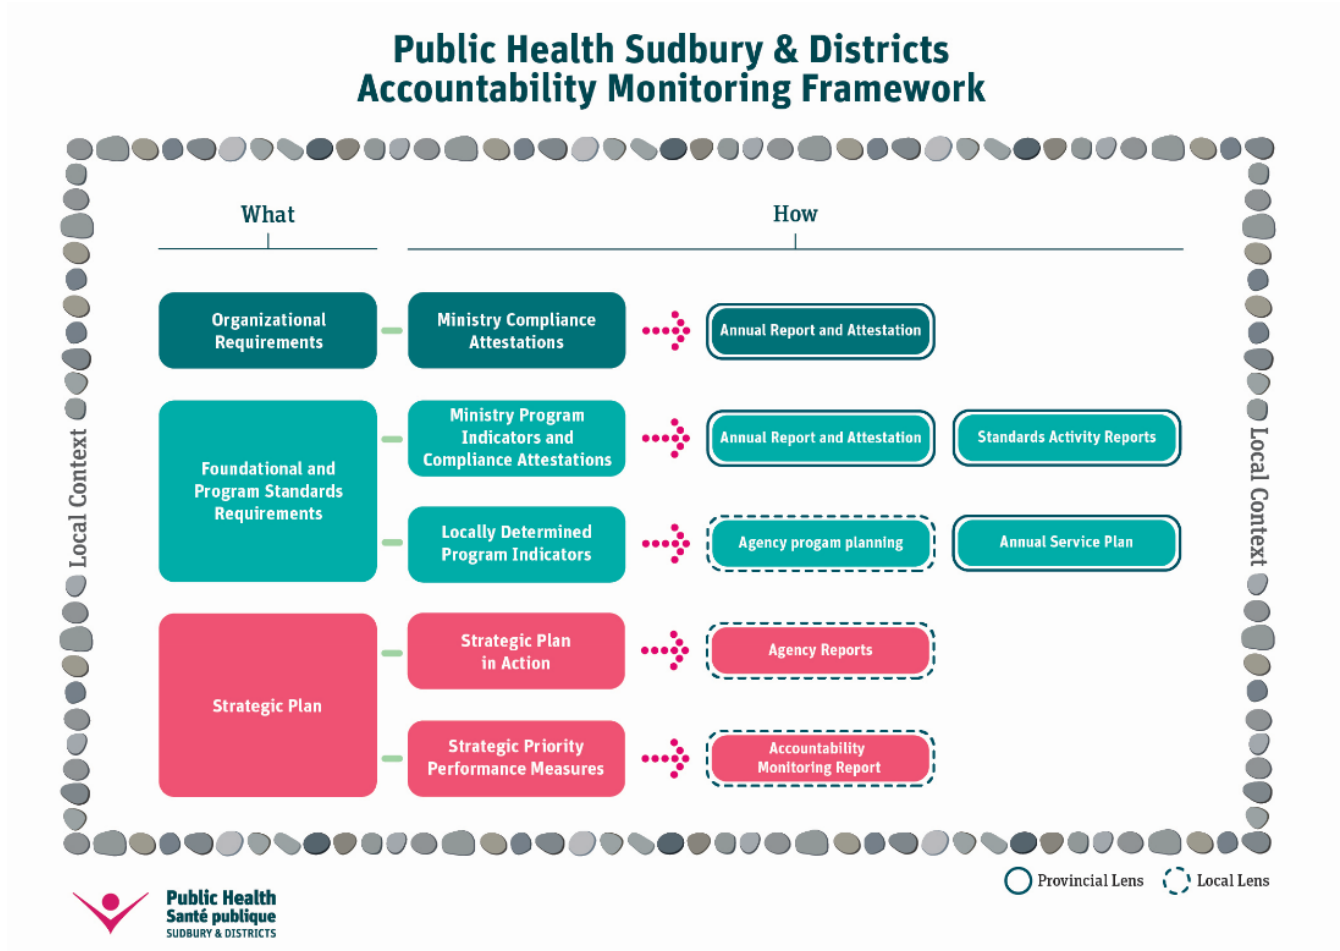 Public Health Sudbury & Districts
Accountability Monitoring Framework
What
How
Organizational
Requirements
Ministry Compliance
Attestations
Annual Report and Attestation
Foundational and
Program Standards
Requirements
Ministry Program
Indicators and
Compliance Attestations
Annual Report and Attestation
Standards Activity Reports
Locally Determined
Program Indicators
Agency progam planning
Annual Service Plan
Strategic Plan
Strategic Plan
in Action
Agency Reports
Strategic Priority
Performance Measures
Accountability
Monitoring Report
Local Context
Local Context
Provincial Lens
Local Lens
Public Health
Santé publique
SUDBURY & DISTRICTS